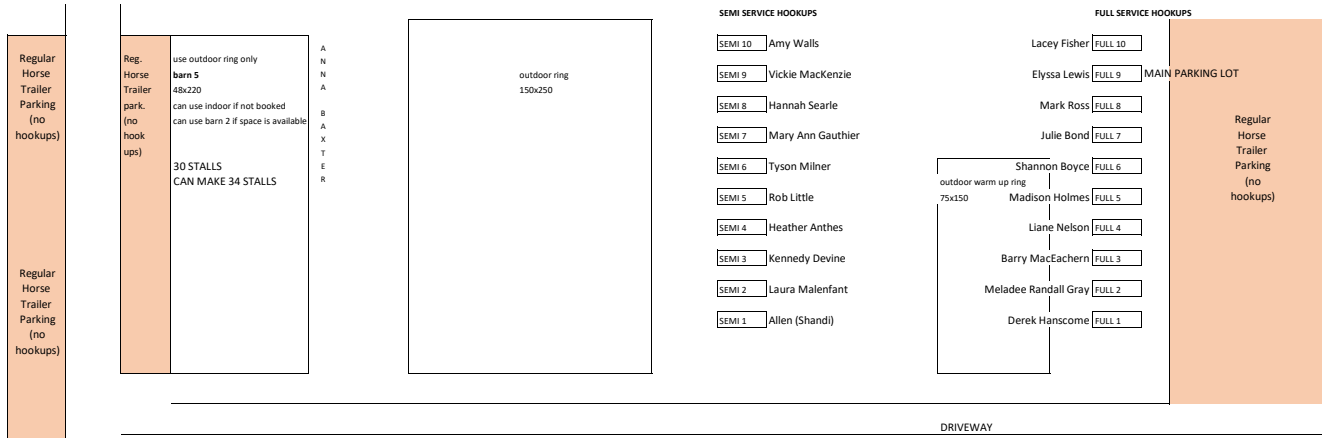 SEMI SERVICE HOOKUPS
FULL SERVICE HOOKUPS
Regular
Horse
Trailer
Parking
(no
hookups)
Regular
Horse
Trailer
Parking
(no
hookups)
Reg.
Horse
Trailer
park.
(no
hook
ups)
use outdoor ring only
barn 5
48x220
can use indoor if not booked
can use barn 2 if space is available
30 STALLS
CAN MAKE 34 STALLS
A
N
N
A
B
A
X
T
E
R
outdoor ring
150x250
SEMI 10 Amy Walls
SEMI 9 Vickie MacKenzie
SEMI 8 Hannah Searle
SEMI 7 Mary Ann Gauthier
SEMI 6 Tyson Milner
SEMI 5 Rob Little
SEMI 4 Heather Anthes
SEMI 3 Kennedy Devine
SEMI 2 Laura Malenfant
SEMI 1 Allen (Shandi)
outdoor warm up ring
75x150
Lacey Fisher FULL 10
Elyssa Lewis FULL 9 MAIN PARKING LOT
Mark Ross FULL 8
Julie Bond FULL 7
Shannon Boyce FULL 6
Madison Holmes FULL 5
Liane Nelson FULL 4
Barry MacEachern FULL 3
Meladee Randall Gray FULL 2
Derek Hanscome FULL 1
Regular
Horse
Trailer
Parking
(no
hookups)
DRIVEWAY